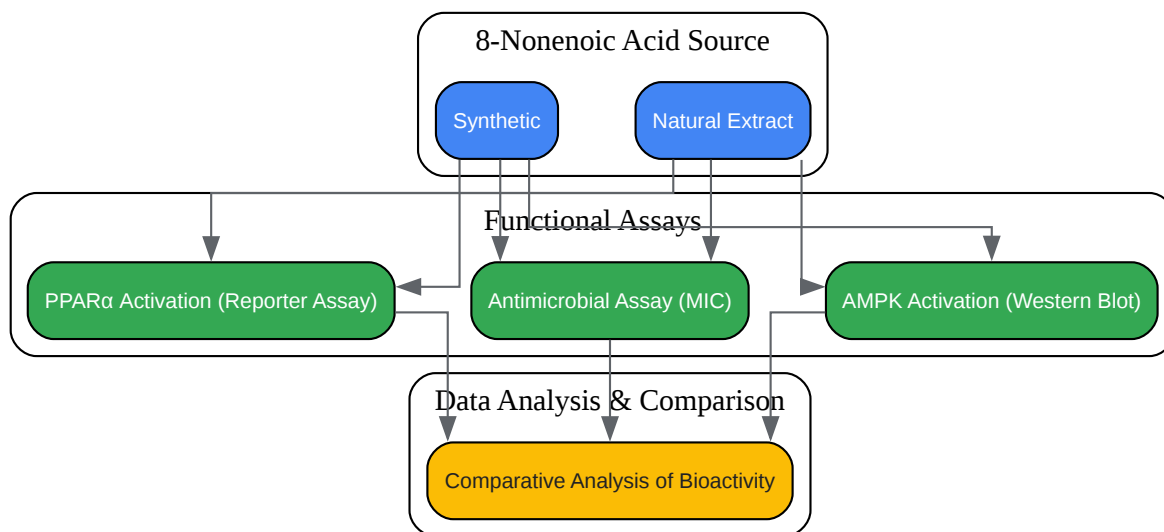 8-Nonenoic Acid Source
Synthetic
Natural Extract
Functional Assays
PPARα Activation (Reporter Assay)
Antimicrobial Assay (MIC)
AMPK Activation (Western Blot)
Data Analysis & Comparison
Comparative Analysis of Bioactivity